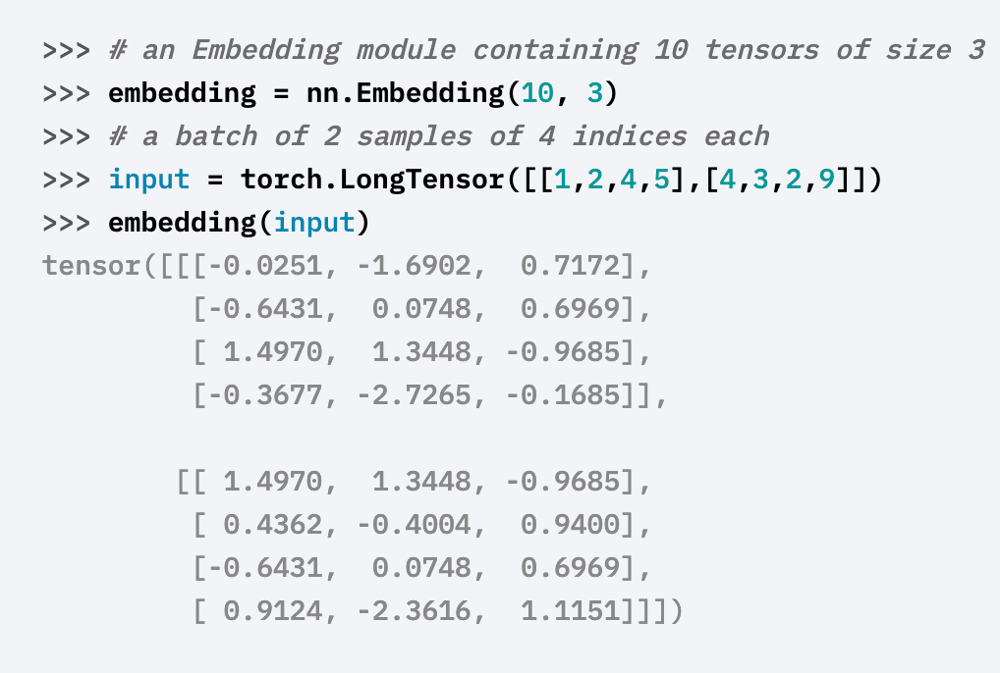 >>> # an Embedding module containing 10 tensors of size 3
>>> embedding = nn.Embedding(10, 3)
>>> # a batch of 2 samples of 4 indices each
>>> input = torch.LongTensor([[1,2,4,5],[4,3,2,9]])
>>> embedding(input)
tensor([[[-0.0251, -1.6902,  0.7172],
         [-0.6431,  0.0748,  0.6969],
         [ 1.4970,  1.3448, -0.9685],
         [-0.3677, -2.7265, -0.1685]],

        [[ 1.4970,  1.3448, -0.9685],
         [ 0.4362, -0.4004,  0.9400],
         [-0.6431,  0.0748,  0.6969],
         [ 0.9124, -2.3616,  1.1151]]])